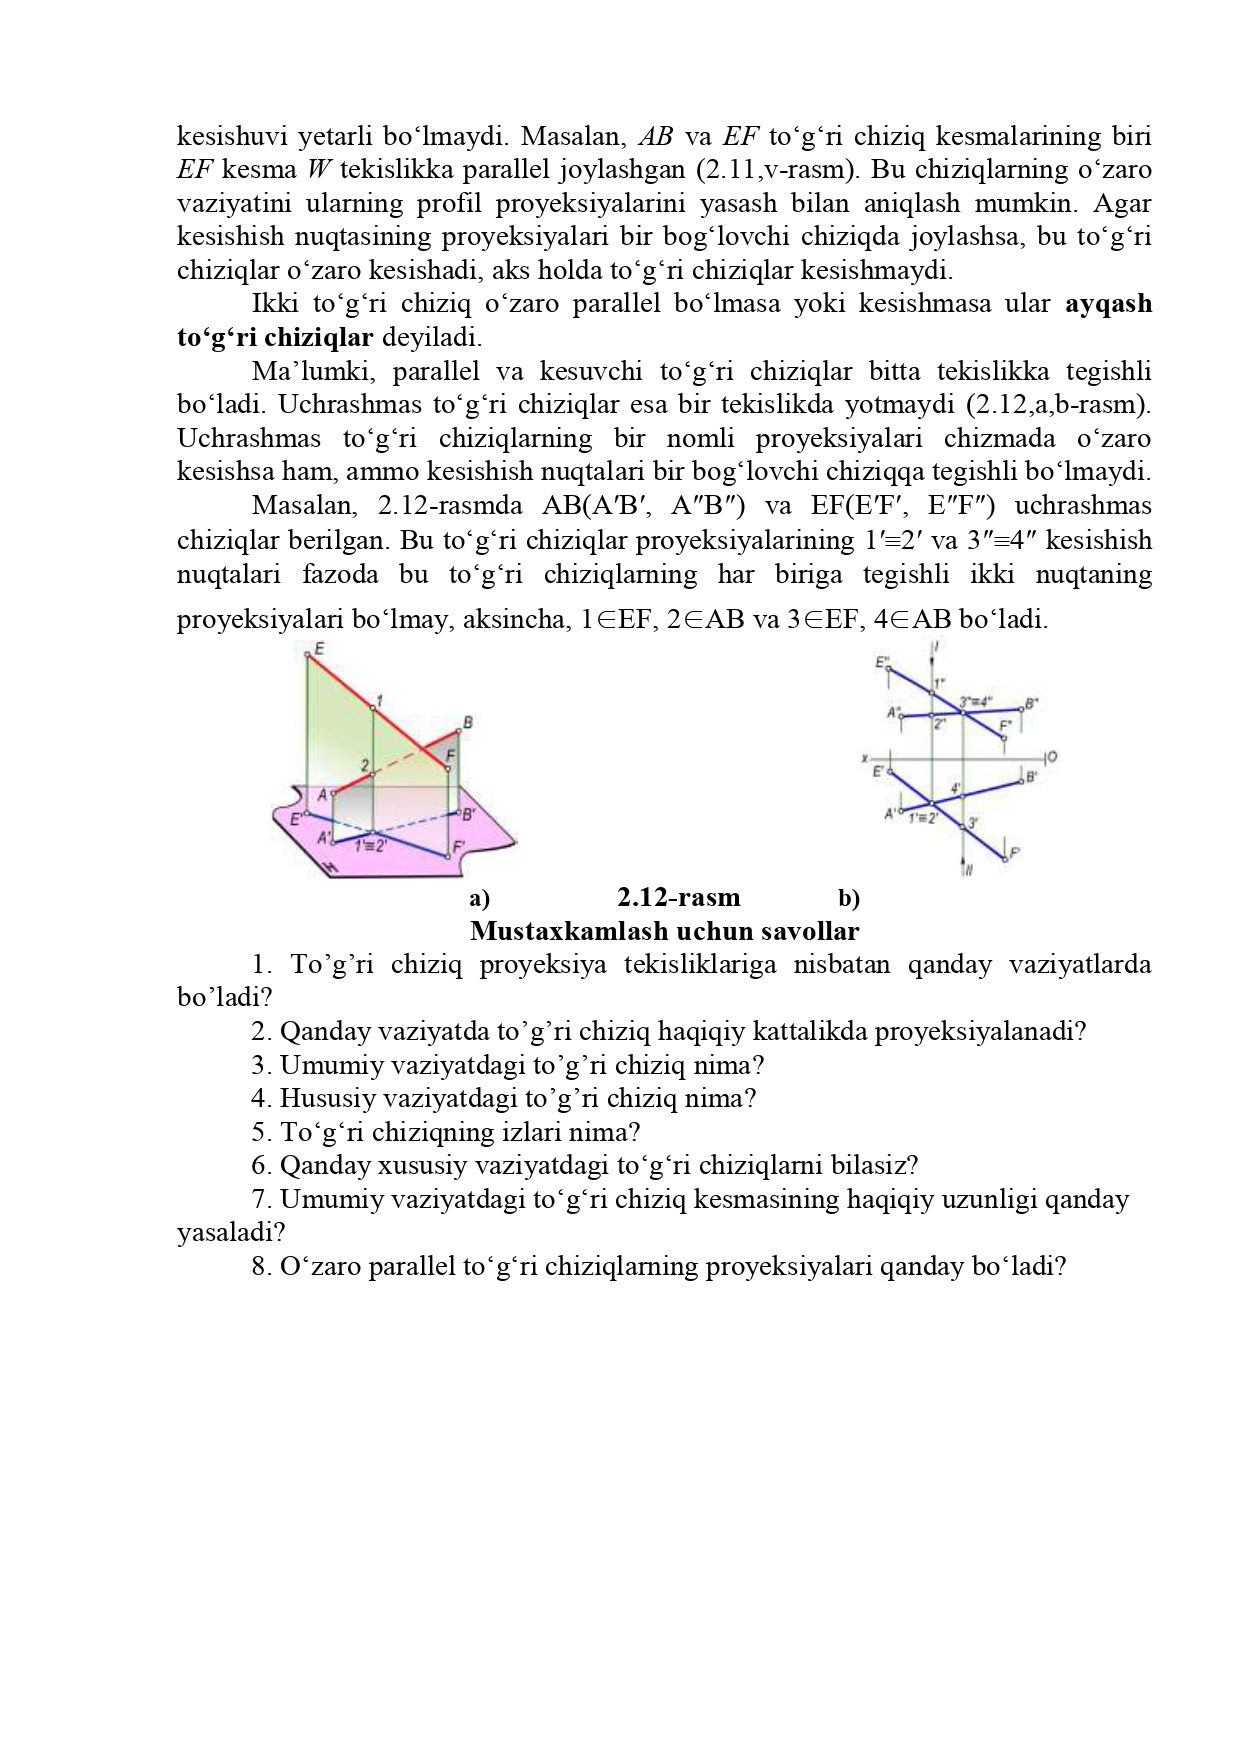 kesishuvi yetarli bo‘lmaydi. Masalan, AB va EF to‘g‘ri chiziq kesmalarining biri
EF kesma W tekislikka parallel joylashgan (2.11,v-rasm). Bu chiziqlarning o‘zaro
vaziyatini ularning profil proyeksiyalarini yasash bilan aniqlash mumkin. Agar
kesishish nuqtasining proyeksiyalari bir bog‘lovchi chiziqda joylashsa, bu to‘g‘ri
chiziqlar o‘zaro kesishadi, aks holda to‘g‘ri chiziqlar kesishmaydi.
Ikki to‘g‘ri chiziq o‘zaro parallel bo‘lmasa yoki kesishmasa ular ayqash
to‘g‘ri chiziqlar deyiladi.
Ma’lumki, parallel va kesuvchi to‘g‘ri chiziqlar bitta tekislikka tegishli
bo‘ladi. Uchrashmas to‘g‘ri chiziqlar esa bir tekislikda yotmaydi (2.12,a,b-rasm).
Uchrashmas to‘g‘ri chiziqlarning bir nomli proyeksiyalari chizmada o‘zaro
kesishsa ham, ammo kesishish nuqtalari bir bog‘lovchi chiziqqa tegishli bo‘lmaydi.
Masalan, 2.12-rasmda AB(A′B′, A″B″) va EF(E′F′, E″F″) uchrashmas
chiziqlar berilgan. Bu to‘g‘ri chiziqlar proyeksiyalarining 1′≡2′ va 3″≡4″ kesishish
nuqtalari fazoda bu to‘g‘ri chiziqlarning har biriga tegishli ikki nuqtaning
proyeksiyalari bo‘lmay, aksincha, 1∈EF, 2∈AB va 3∈EF, 4∈AB bo‘ladi.
E
1
B
F
2
A
E'
B'
A'
1'≡2'
F'
H
I
E"
1"
3"≡4"
B"
A"
2"
F"
x
O
E'
B'
4'
A'
1'≡2'
3'
F'
II
a) 2.12-rasm b)
Mustaxkamlash uchun savollar
1. To’g’ri chiziq proyeksiya tekisliklariga nisbatan qanday vaziyatlarda
bo’ladi?
2. Qanday vaziyatda to’g’ri chiziq haqiqiy kattalikda proyeksiyalanadi?
3. Umumiy vaziyatdagi to’g’ri chiziq nima?
4. Hususiy vaziyatdagi to’g’ri chiziq nima?
5. To‘g‘ri chiziqning izlari nima?
6. Qanday xususiy vaziyatdagi to‘g‘ri chiziqlarni bilasiz?
7. Umumiy vaziyatdagi to‘g‘ri chiziq kesmasining haqiqiy uzunligi qanday
yasaladi?
8. O‘zaro parallel to‘g‘ri chiziqlarning proyeksiyalari qanday bo‘ladi?